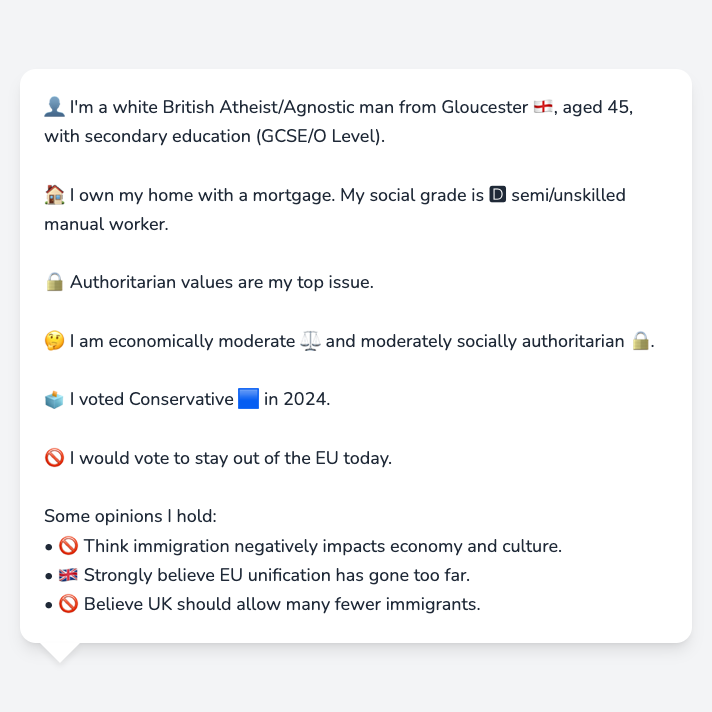 👤 I'm a white British Atheist/Agnostic man from Gloucester 🏴󠁧󠁢󠁥󠁮󠁧󠁿, aged 45,
with secondary education (GCSE/O Level).
🏠 I own my home with a mortgage. My social grade is 🅳 semi/unskilled
manual worker.
🔒 Authoritarian values are my top issue.
🤔 I am economically moderate ⚖️ and moderately socially authoritarian 🔒.
🗳️ I voted Conservative 🟦 in 2024.
🚫 I would vote to stay out of the EU today.
Some opinions I hold:
• 🚫 Think immigration negatively impacts economy and culture.
• 🇬🇧 Strongly believe EU unification has gone too far.
• 🚫 Believe UK should allow many fewer immigrants.